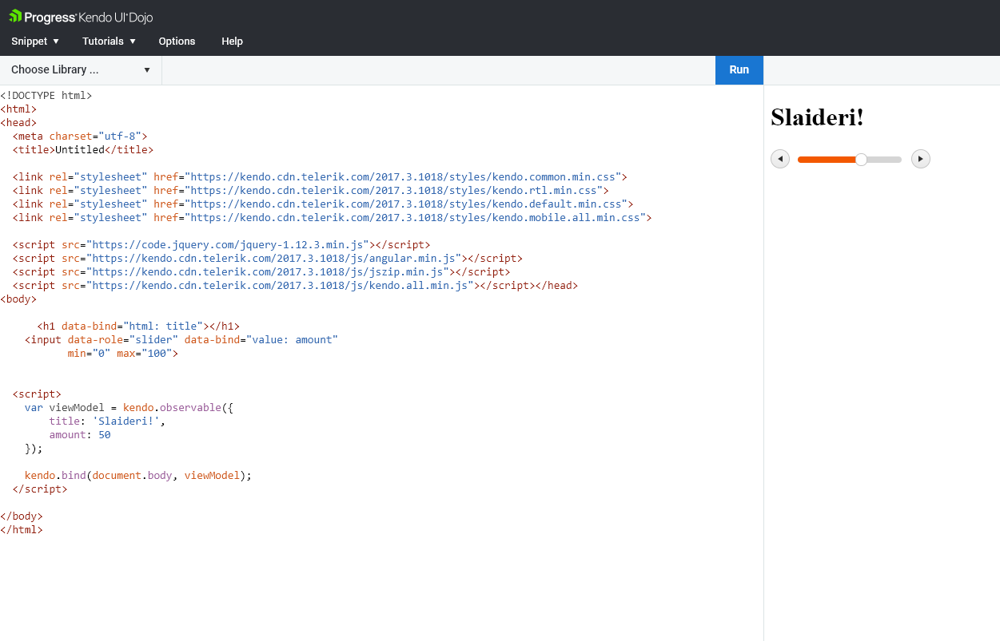 Progress® Kendo UI® Dojo
Snippet ▼ Tutorials ▼ Options Help
Choose Library ... ▼ Run
<!DOCTYPE html>
<html>
<head>
  <meta charset="utf-8">
  <title>Untitled</title>
  <link rel="stylesheet" href="https://kendo.cdn.telerik.com/2017.3.1018/styles/kendo.common.min.css">
  <link rel="stylesheet" href="https://kendo.cdn.telerik.com/2017.3.1018/styles/kendo.rtl.min.css">
  <link rel="stylesheet" href="https://kendo.cdn.telerik.com/2017.3.1018/styles/kendo.default.min.css">
  <link rel="stylesheet" href="https://kendo.cdn.telerik.com/2017.3.1018/styles/kendo.mobile.all.min.css">
  <script src="https://code.jquery.com/jquery-1.12.3.min.js"></script>
  <script src="https://kendo.cdn.telerik.com/2017.3.1018/js/angular.min.js"></script>
  <script src="https://kendo.cdn.telerik.com/2017.3.1018/js/jszip.min.js"></script>
  <script src="https://kendo.cdn.telerik.com/2017.3.1018/js/kendo.all.min.js"></script></head>
<body>
      <h1 data-bind="html: title"></h1>
    <input data-role="slider" data-bind="value: amount"
           min="0" max="100">
  <script>
    var viewModel = kendo.observable({
        title: 'Slaideri!',
        amount: 50
    });
    kendo.bind(document.body, viewModel);
  </script>
</body>
</html>
Slaideri!